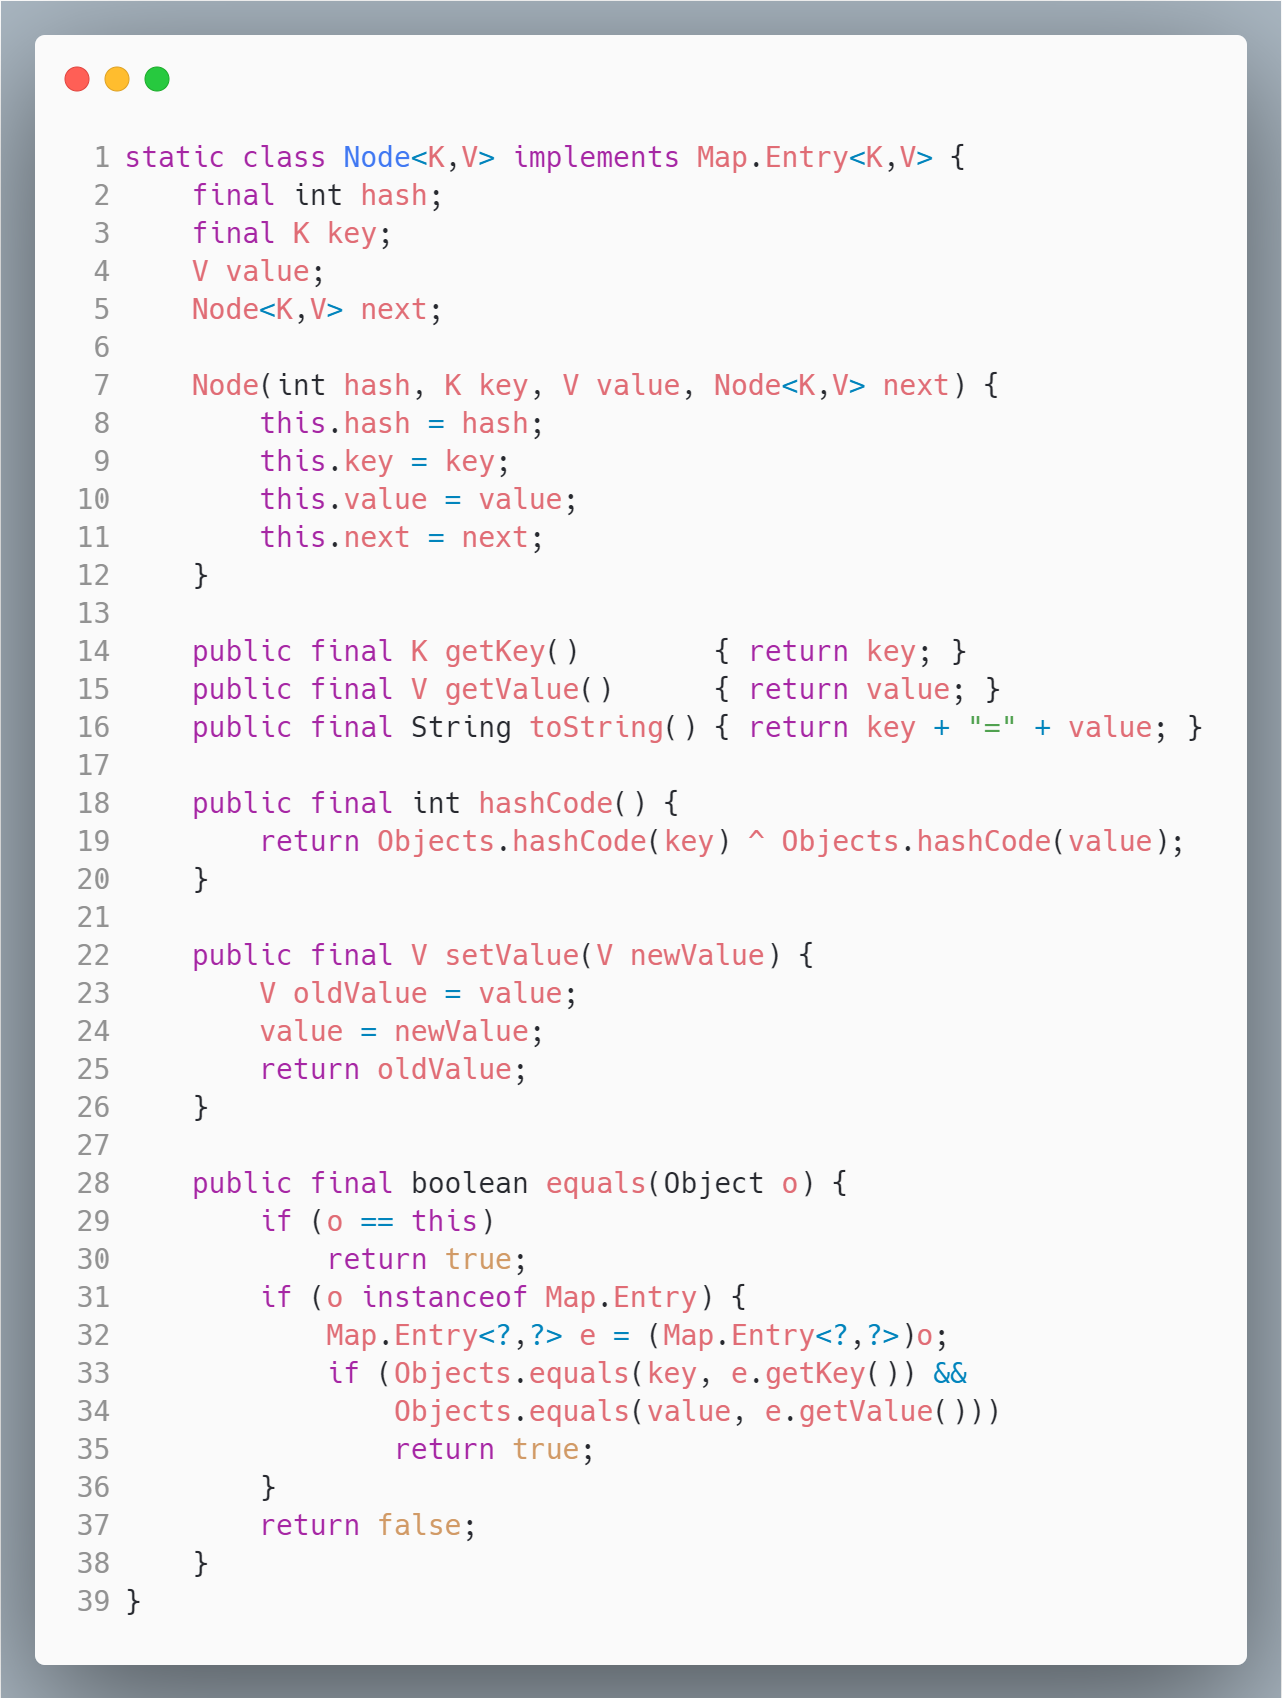 1 static class Node<K,V> implements Map.Entry<K,V> {
2     final int hash;
3     final K key;
4     V value;
5     Node<K,V> next;
6
7     Node(int hash, K key, V value, Node<K,V> next) {
8         this.hash = hash;
9         this.key = key;
10         this.value = value;
11         this.next = next;
12     }
13
14     public final K getKey()        { return key; }
15     public final V getValue()      { return value; }
16     public final String toString() { return key + "=" + value; }
17
18     public final int hashCode() {
19         return Objects.hashCode(key) ^ Objects.hashCode(value);
20     }
21
22     public final V setValue(V newValue) {
23         V oldValue = value;
24         value = newValue;
25         return oldValue;
26     }
27
28     public final boolean equals(Object o) {
29         if (o == this)
30             return true;
31         if (o instanceof Map.Entry) {
32             Map.Entry<?,?> e = (Map.Entry<?,?>)o;
33             if (Objects.equals(key, e.getKey()) &&
34                 Objects.equals(value, e.getValue()))
35                 return true;
36         }
37         return false;
38     }
39 }